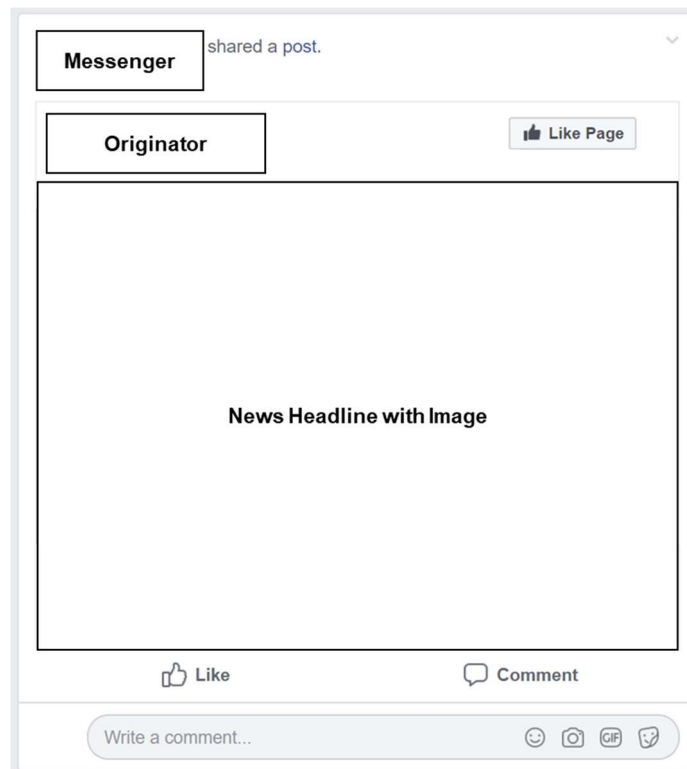 Messenger shared a post.
Originator
Like Page
News Headline with Image
Like Comment
Write a comment...
GIF